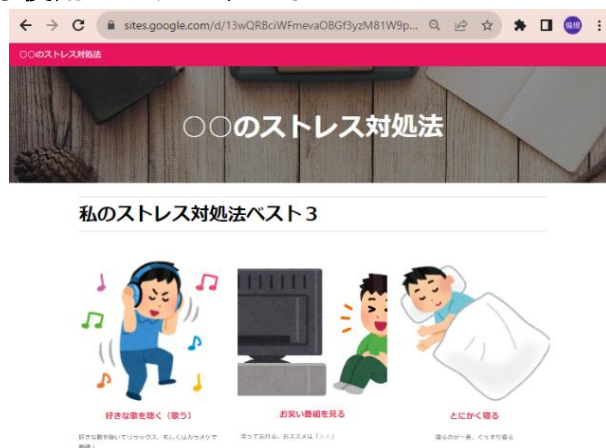 sites.google.com/d/13wQRBciWFmevaOBGf3yzM81W9p...
○○のストレス対処法
○○のストレス対処法
私のストレス対処法ベスト３
好きな歌を聴く（歌う）
お笑い番組を見る
とにかく寝る
好きな歌を聴いてリラックス、もしくはカラオケで
笑って忘れる、おススメは「△△」
寝るのが一番、ぐっすり寝る